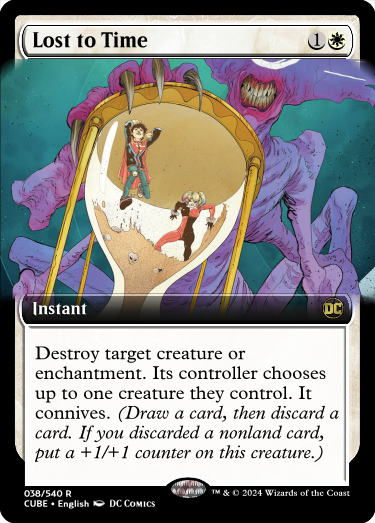 Lost to Time 1
Instant DC
Destroy target creature or
enchantment. Its controller chooses
up to one creature they control. It
connives. (Draw a card, then discard a
card. If you discarded a nonland card,
put a +1/+1 counter on this creature.)
038/540 R
CUBE • English DC COMICS
™ & © 2024 Wizards of the Coast